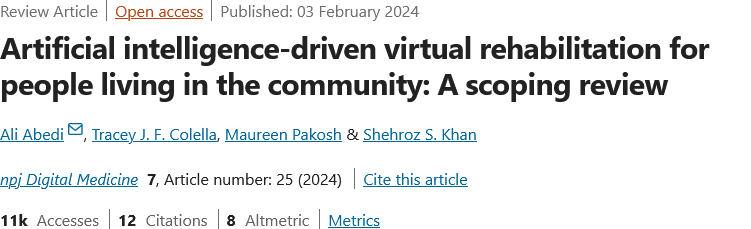 Review Article | Open access | Published: 03 February 2024
Artificial intelligence-driven virtual rehabilitation for
people living in the community: A scoping review
Ali Abedi, Tracey J. F. Colella, Maureen Pakosh & Shehroz S. Khan
npj Digital Medicine 7, Article number: 25 (2024) | Cite this article
11k Accesses | 12 Citations | 8 Altmetric | Metrics